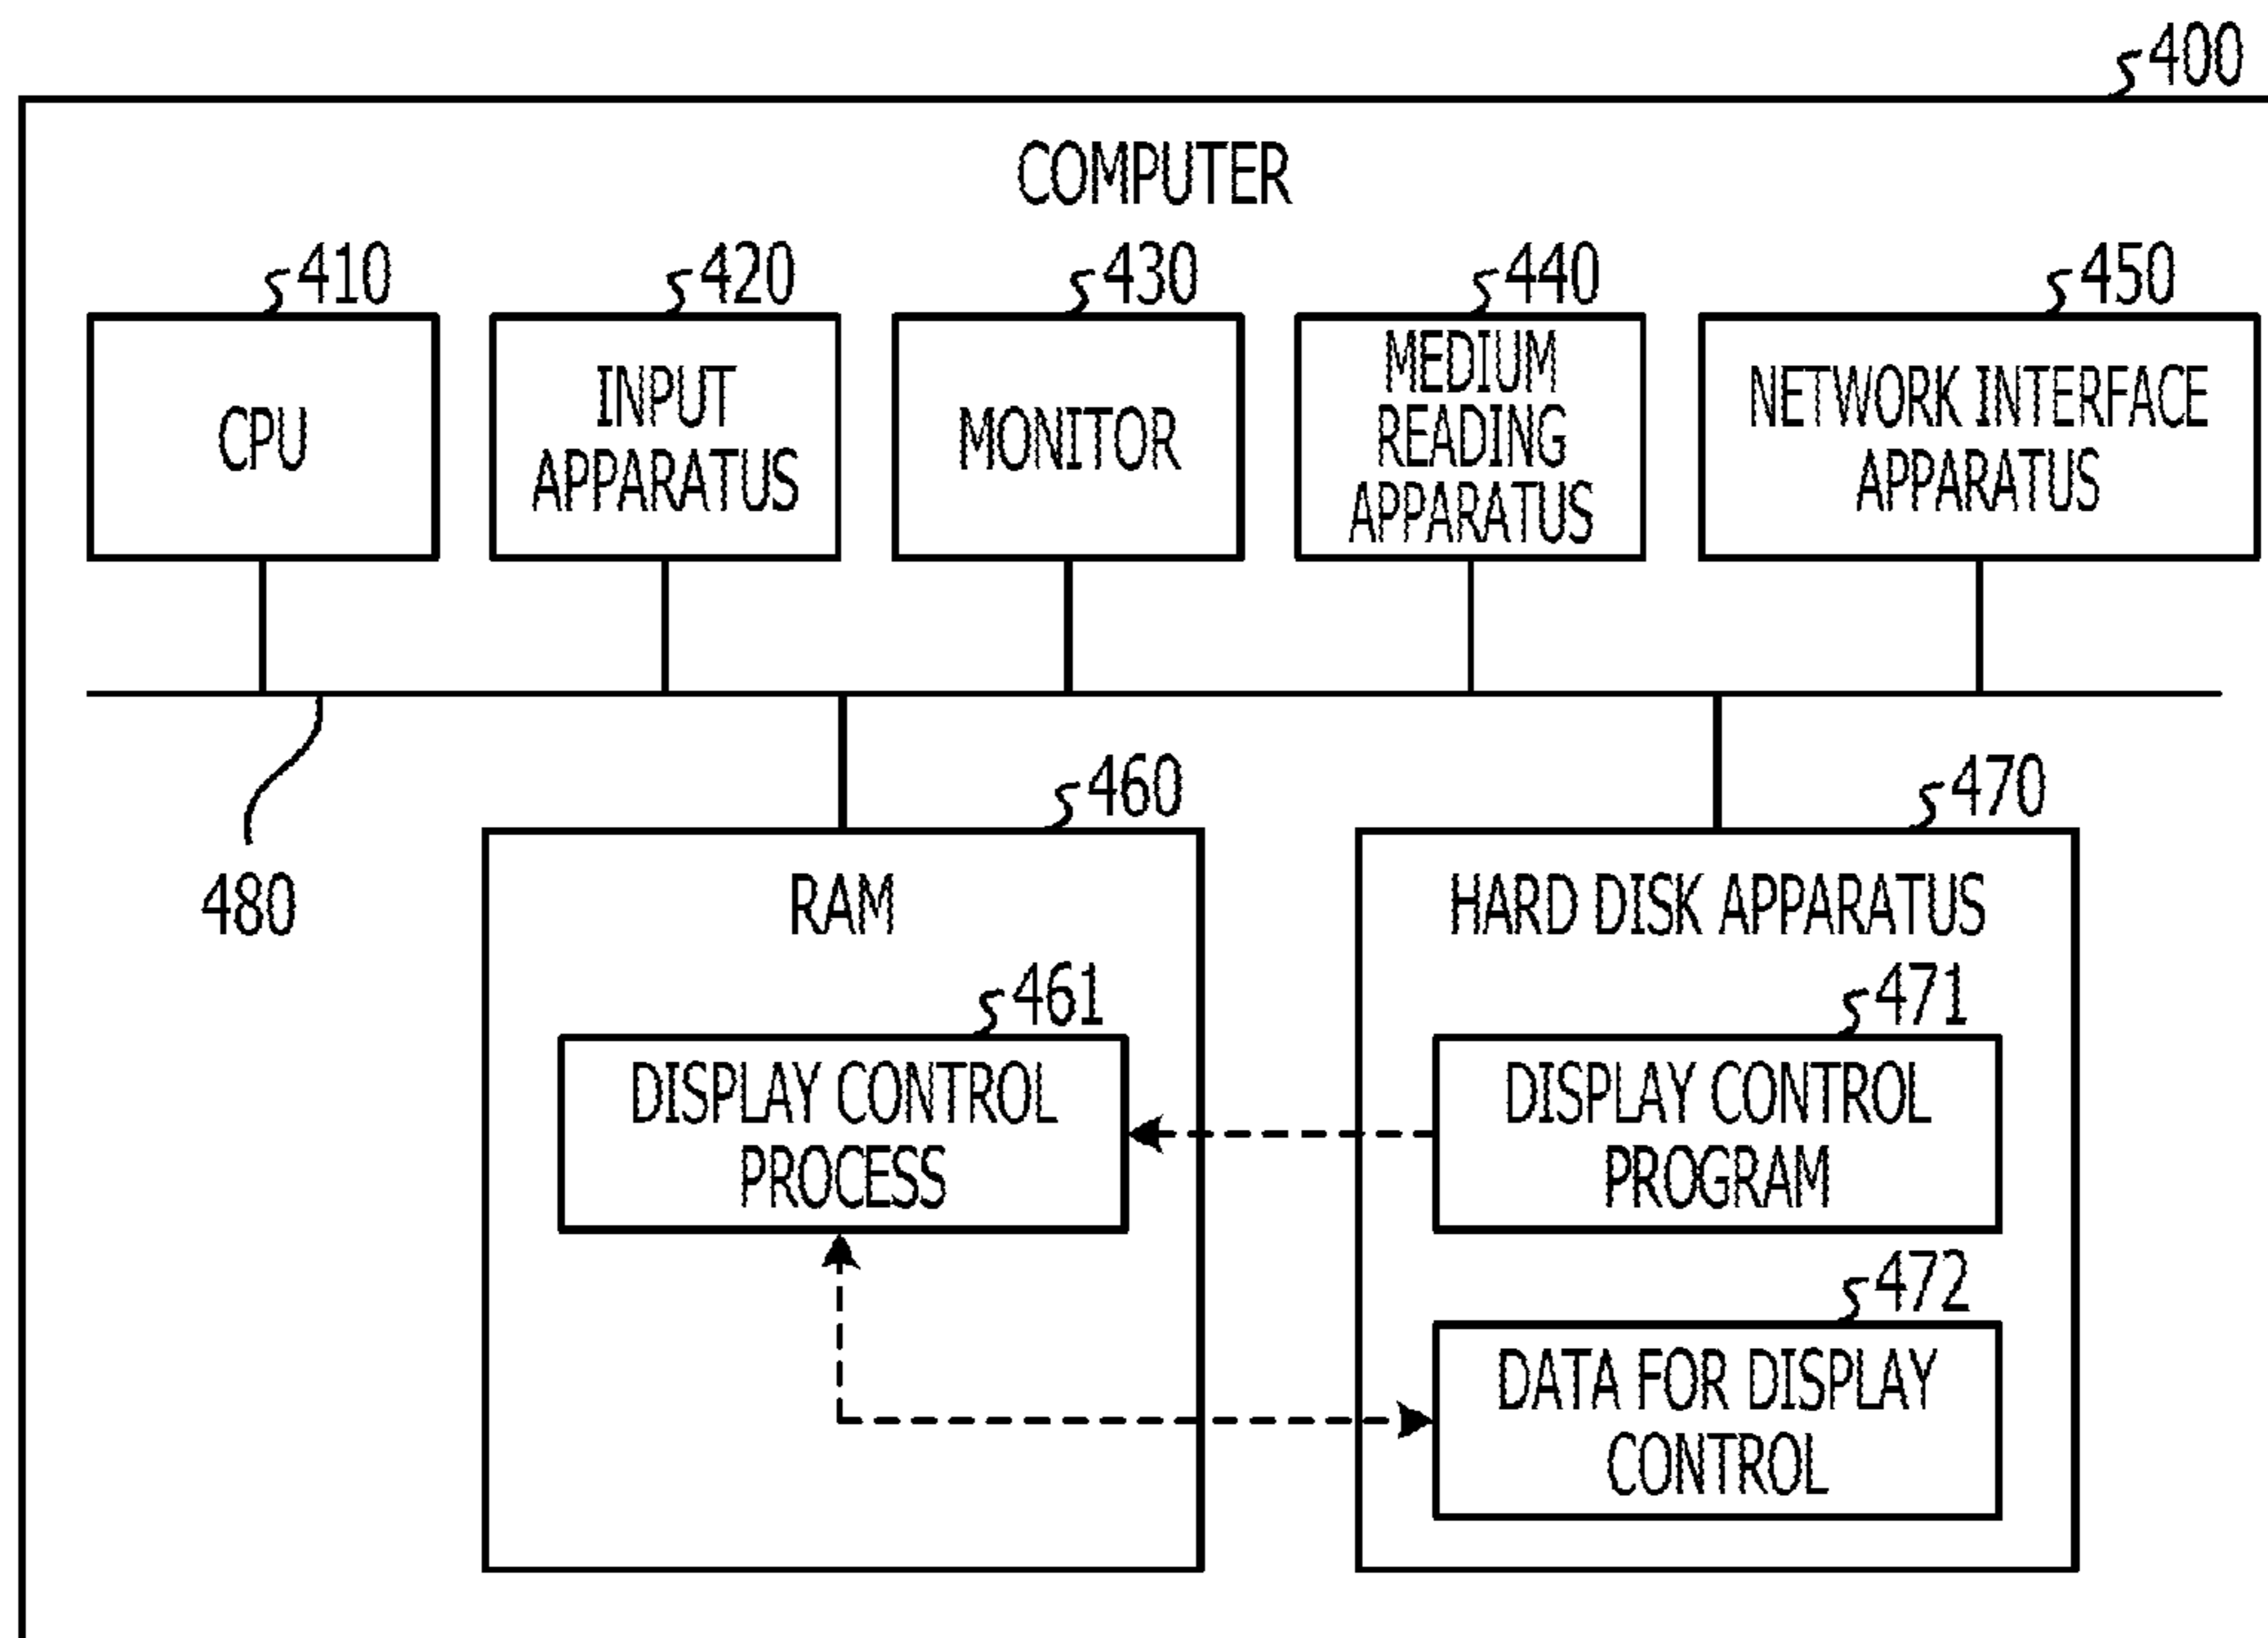 400
COMPUTER
410
420
430
440
450
CPU
INPUT
APPARATUS
MONITOR
MEDIUM
READING
APPARATUS
NETWORK INTERFACE
APPARATUS
480
460
470
RAM
HARD DISK APPARATUS
461
471
DISPLAY CONTROL
PROCESS
DISPLAY CONTROL
PROGRAM
472
DATA FOR DISPLAY
CONTROL